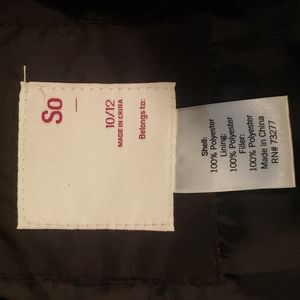 So
10/12
MADE IN CHINA
Belongs to:
Shell:
100% Polyester
Lining:
100% Polyester
Filler:
100% Polyester
Made in China
RN# 73277